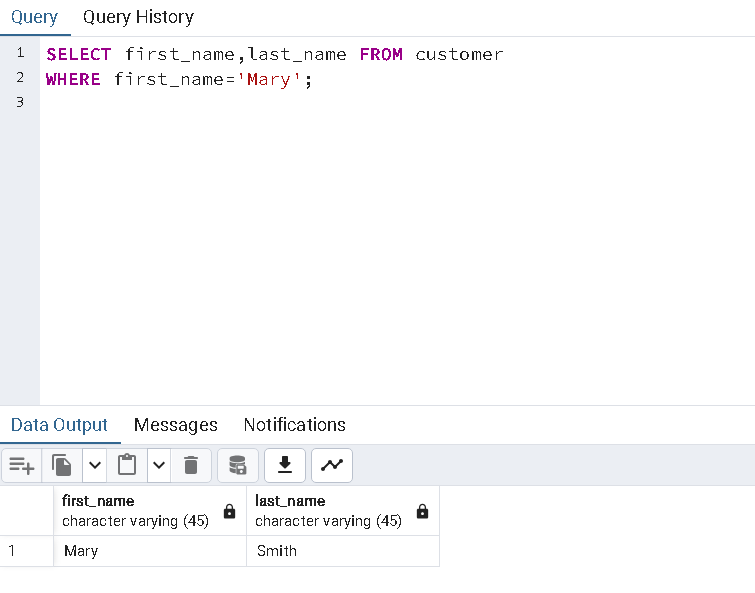 Query Query History
1 SELECT first_name,last_name FROM customer
2 WHERE first_name='Mary';
3
Data Output Messages Notifications
first_name last_name
character varying (45) character varying (45)
1 Mary Smith